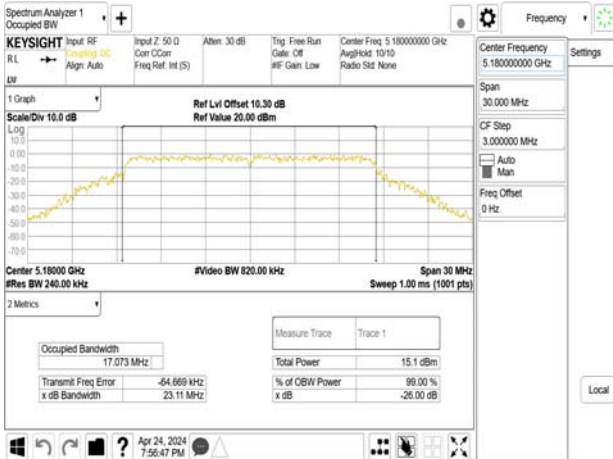 Spectrum Analyzer 1
Occupied BW
+
Frequency
KEYSIGHT
RL
Input: RF
Coupling: DC
Align: Auto
Input Z: 50 Ω
Corr CCorr
Freq Ref: Int (S)
Atten: 30 dB
Trig: Free Run
Gate: Off
#IF Gain: Low
Center Freq: 5.180000000 GHz
Avg|Hold: 10/10
Radio Std: None
Center Frequency
5.180000000 GHz
Settings
Span
30.000 MHz
CF Step
3.000000 MHz
Auto
Man
Freq Offset
0 Hz
Local
1 Graph
Scale/Div 10.0 dB
Ref Lvl Offset 10.30 dB
Ref Value 20.00 dBm
Log
10.0
0.00
-10.0
-20.0
-30.0
-40.0
-50.0
-60.0
-70.0
Center 5.18000 GHz
#Video BW 820.00 kHz
Span 30 MHz
#Res BW 240.00 kHz
Sweep 1.00 ms (1001 pts)
2 Metrics
Measure Trace
Trace 1
Occupied Bandwidth
17.073 MHz
Total Power
15.1 dBm
Transmit Freq Error
-64.669 kHz
% of OBW Power
99.00 %
x dB Bandwidth
23.11 MHz
x dB
-26.00 dB
?
Apr 24, 2024
7:56:47 PM